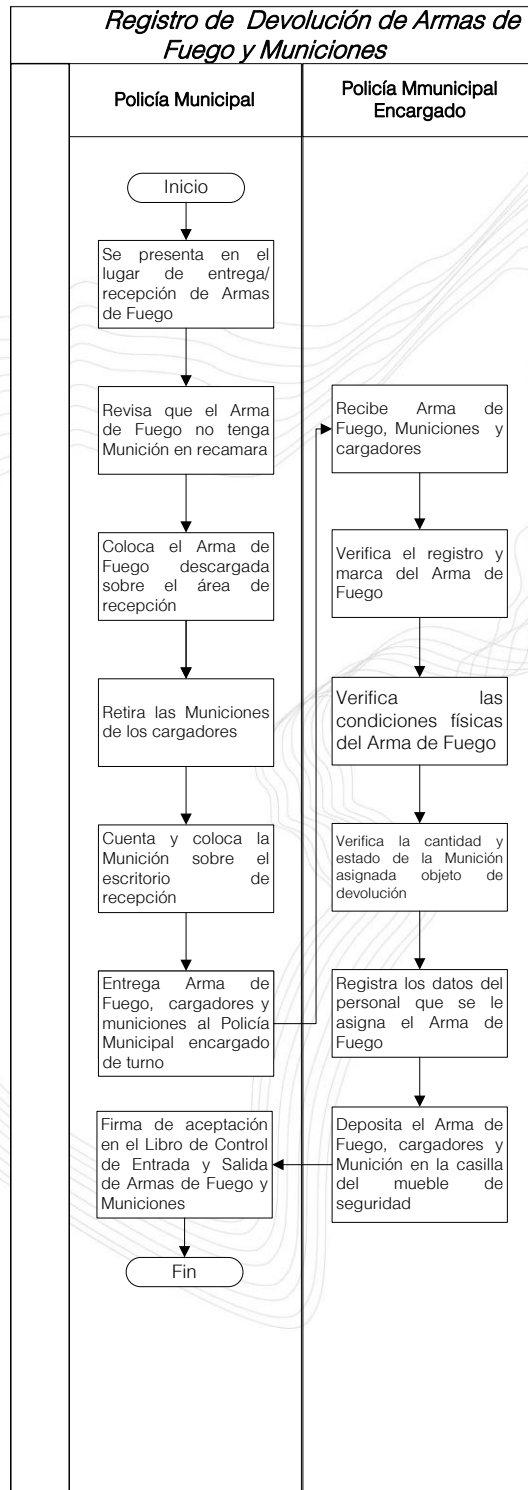 Registro de Devolución de Armas de
Fuego y Municiones
Policía Municipal
Policía Mmunicipal
Encargado
Inicio
Se presenta en el
lugar de entrega/
recepción de Armas
de Fuego
Revisa que el Arma
de Fuego no tenga
Munición en recamara
Coloca el Arma de
Fuego descargada
sobre el área de
recepción
Retira las Municiones
de los cargadores
Cuenta y coloca la
Munición sobre el
escritorio de
recepción
Entrega Arma de
Fuego, cargadores y
municiones al Policía
Municipal encargado
de turno
Recibe Arma de
Fuego, Municiones y
cargadores
Verifica el registro y
marca del Arma de
Fuego
Verifica las
condiciones físicas
del Arma de Fuego
Verifica la cantidad y
estado de la Munición
asignada objeto de
devolución
Registra los datos del
personal que se le
asigna el Arma de
Fuego
Deposita el Arma de
Fuego, cargadores y
Munición en la casilla
del mueble de
seguridad
Firma de aceptación
en el Libro de Control
de Entrada y Salida
de Armas de Fuego y
Municiones
Fin